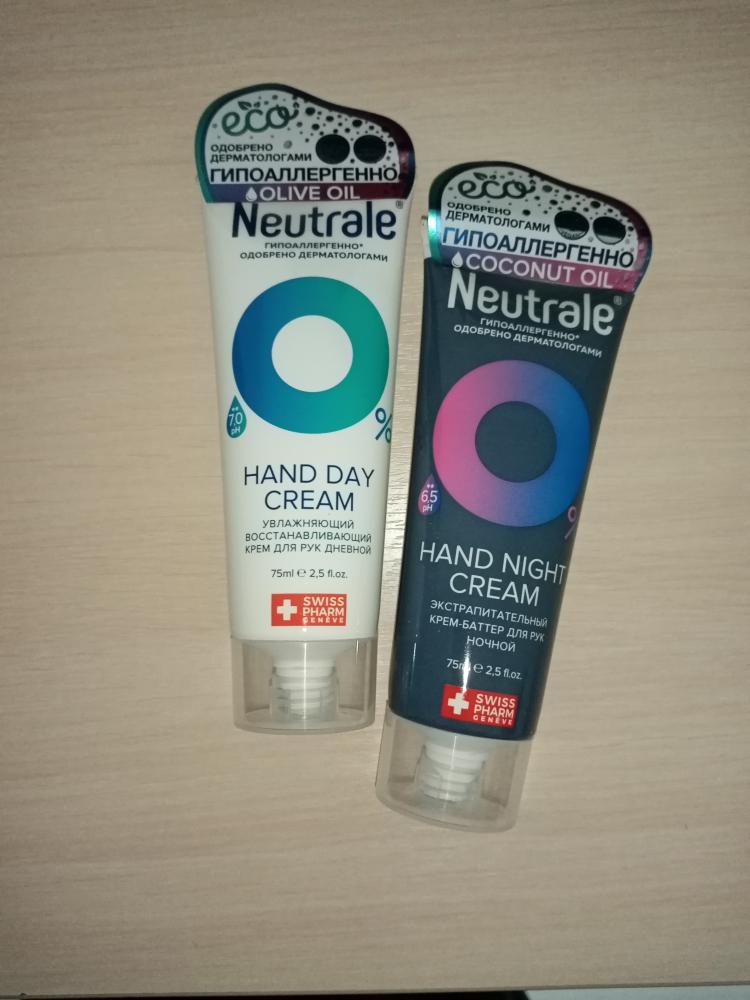 eco
ОДОБРЕНО
ДЕРМАТОЛОГАМИ
ГИПОАЛЛЕРГЕННО
OLIVE OIL
Neutrale®
ГИПОАЛЛЕРГЕННО*
ОДОБРЕНО ДЕРМАТОЛОГАМИ
0%
7.0
pH
HAND DAY
CREAM
УВЛАЖНЯЮЩИЙ
ВОССТАНАВЛИВАЮЩИЙ
КРЕМ ДЛЯ РУК ДНЕВНОЙ
75ml ℮ 2,5 fl.oz.
SWISS
PHARM
GENÈVE
eco
ОДОБРЕНО
ДЕРМАТОЛОГАМИ
ГИПОАЛЛЕРГЕННО
COCONUT OIL
Neutrale®
ГИПОАЛЛЕРГЕННО*
ОДОБРЕНО ДЕРМАТОЛОГАМИ
0%
6.5
pH
HAND NIGHT
CREAM
ЭКСТРАПИТАТЕЛЬНЫЙ
КРЕМ-БАТТЕР ДЛЯ РУК
НОЧНОЙ
75ml ℮ 2,5 fl.oz.
SWISS
PHARM
GENÈVE